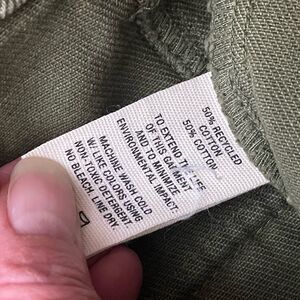 50% RECYCLED
COTTON
50% COTTON
TO EXTEND THE LIFE
OF THIS GARMENT
AND TO MINIMIZE
ENVIRONMENTAL IMPACT:
MACHINE WASH COLD
W/ LIKE COLORS USING
NON-TOXIC DETERGENT.
NO BLEACH. LINE DRY.